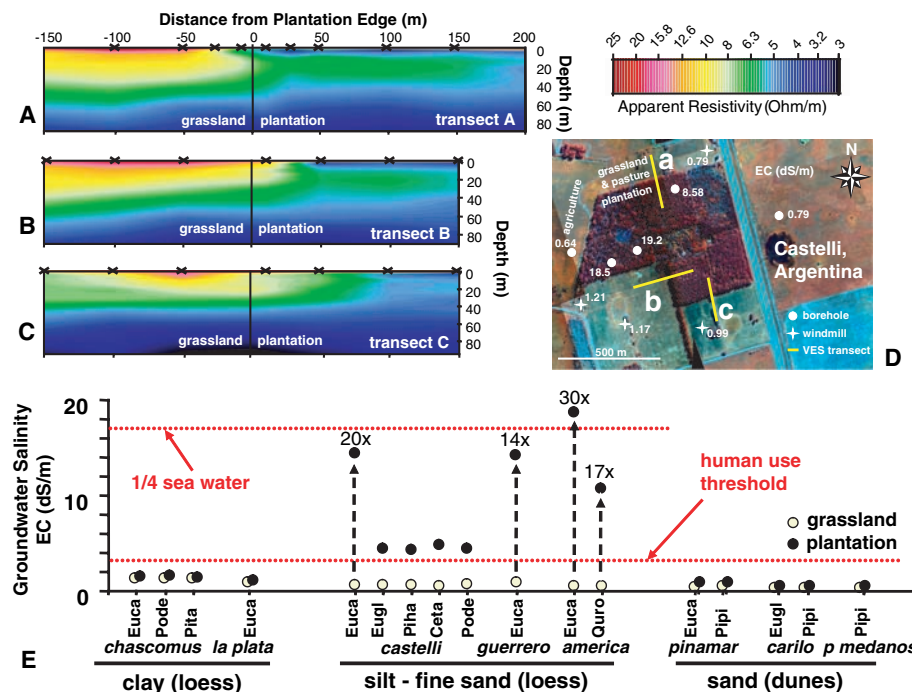 Distance from Plantation Edge (m)
-150 -100 -50 0 50 100 150 200
0
20
40
60
80
Depth (m)
A
grassland plantation transect A
0
20
40
60
80
B
grassland plantation transect B
Depth (m)
0
20
40
60
80
C
grassland plantation transect C
25 20 15.8 12.6 10 8 6.3 5 4 3.2 3
Apparent Resistivity (Ohm/m)
N
EC (dS/m)
a
0.79
grassland
& pasture
plantation
8.58
agriculture
0.79
0.64
19.2
18.5
Castelli,
Argentina
b
c
1.21
1.17
0.99
borehole
windmill
VES transect
500 m
D
Groundwater Salinity
EC (dS/m)
20
10
0
1/4 sea water
20x
14x
30x
17x
human use
threshold
grassland
plantation
Euca Pode Pita Euca Euca Eugl Piha Ceta Pode Euca Euca Quro Euca Pipi Eugl Pipi Pipi
chascomus la plata castelli guerrero america pinamar carilo p medanos
E
clay (loess) silt - fine sand (loess) sand (dunes)